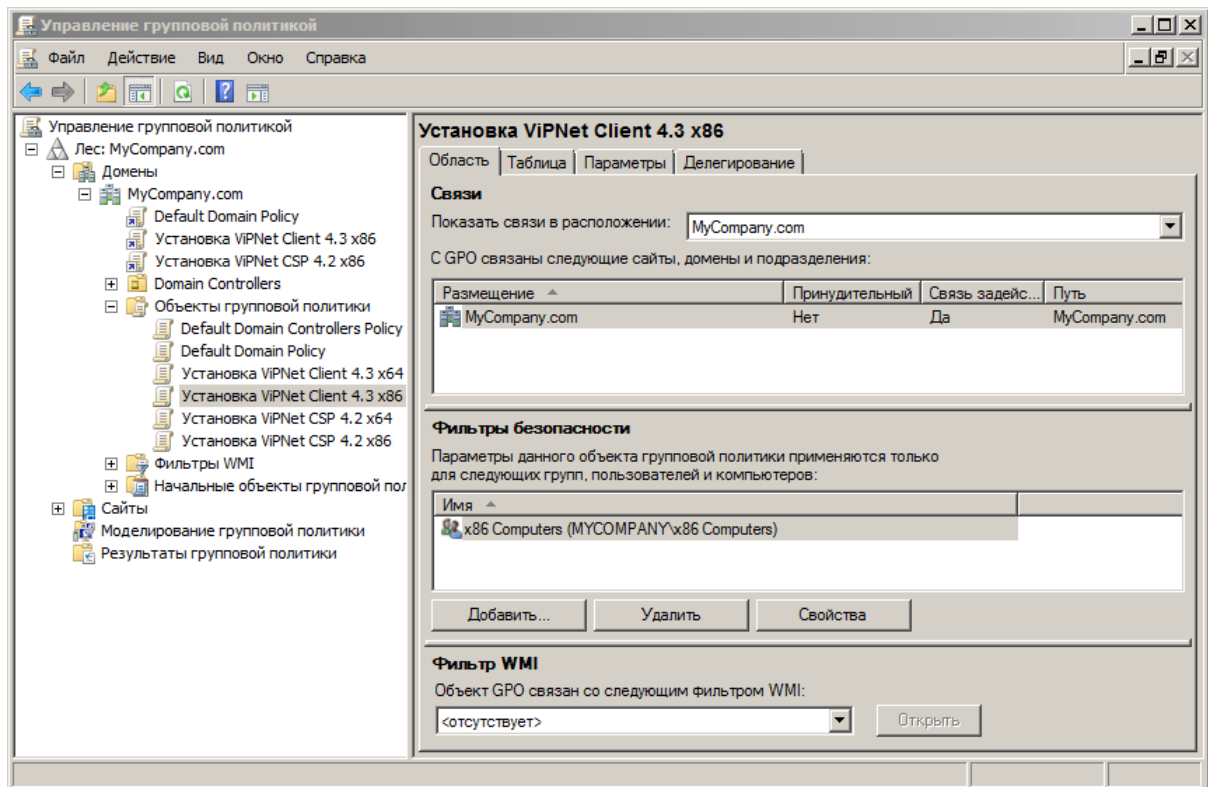 Управление групповой политикой
Файл Действие Вид Окно Справка
Управление групповой политикой
Лес: MyCompany.com
Домены
MyCompany.com
Default Domain Policy
Установка ViPNet Client 4.3 x86
Установка ViPNet CSP 4.2 x86
Domain Controllers
Объекты групповой политики
Default Domain Controllers Policy
Default Domain Policy
Установка ViPNet Client 4.3 x64
Установка ViPNet Client 4.3 x86
Установка ViPNet CSP 4.2 x64
Установка ViPNet CSP 4.2 x86
Фильтры WMI
Начальные объекты групповой пол
Сайты
Моделирование групповой политики
Результаты групповой политики
Установка ViPNet Client 4.3 x86
Область Таблица Параметры Делегирование
Связи
Показать связи в расположении: MyCompany.com
С GPO связаны следующие сайты, домены и подразделения:
Размещение Принудительный Связь задейс... Путь
MyCompany.com Нет Да MyCompany.com
Фильтры безопасности
Параметры данного объекта групповой политики применяются только
для следующих групп, пользователей и компьютеров:
Имя
x86 Computers (MYCOMPANY\x86 Computers)
Добавить... Удалить Свойства
Фильтр WMI
Объект GPO связан со следующим фильтром WMI:
<отсутствует> Открыть